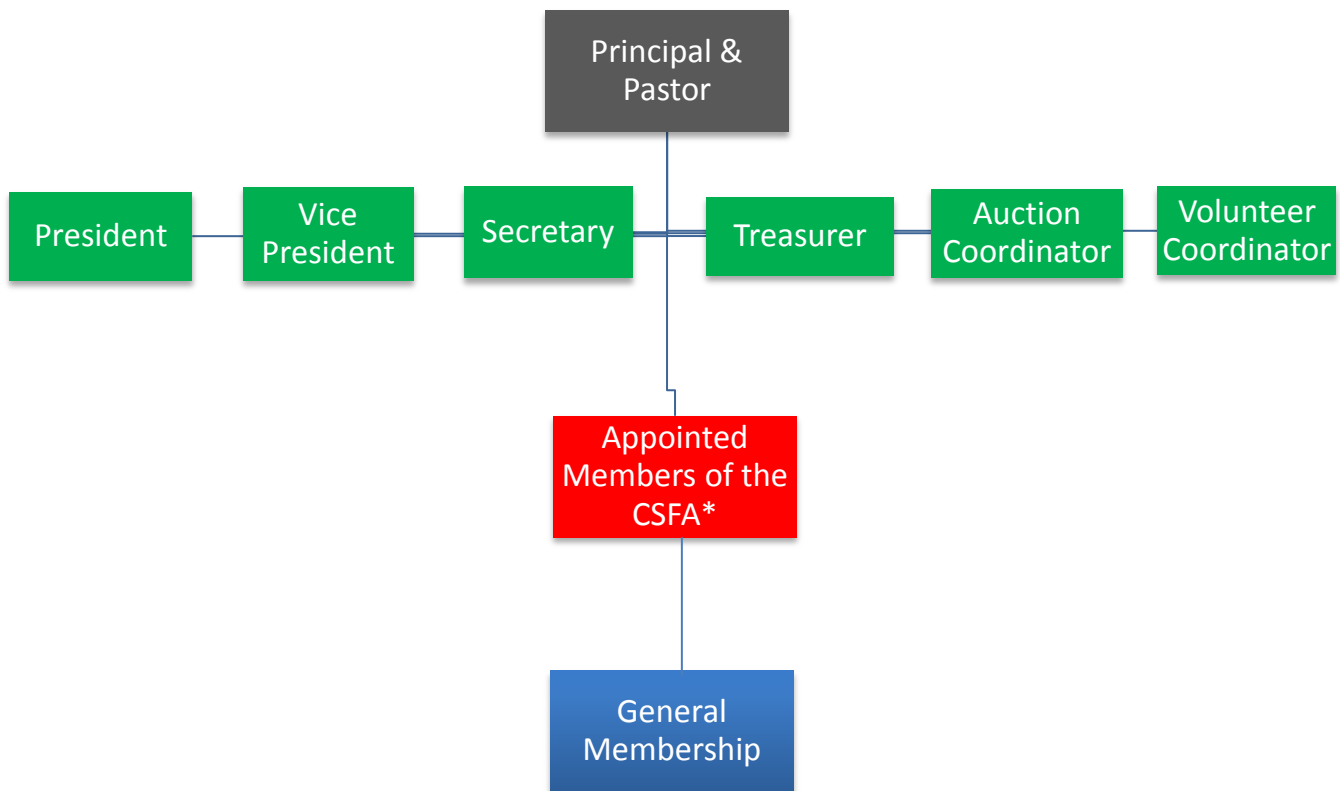 Principal &
Pastor
President
Vice
President
Secretary
Treasurer
Auction
Coordinator
Volunteer
Coordinator
Appointed
Members of the
CSFA*
General
Membership